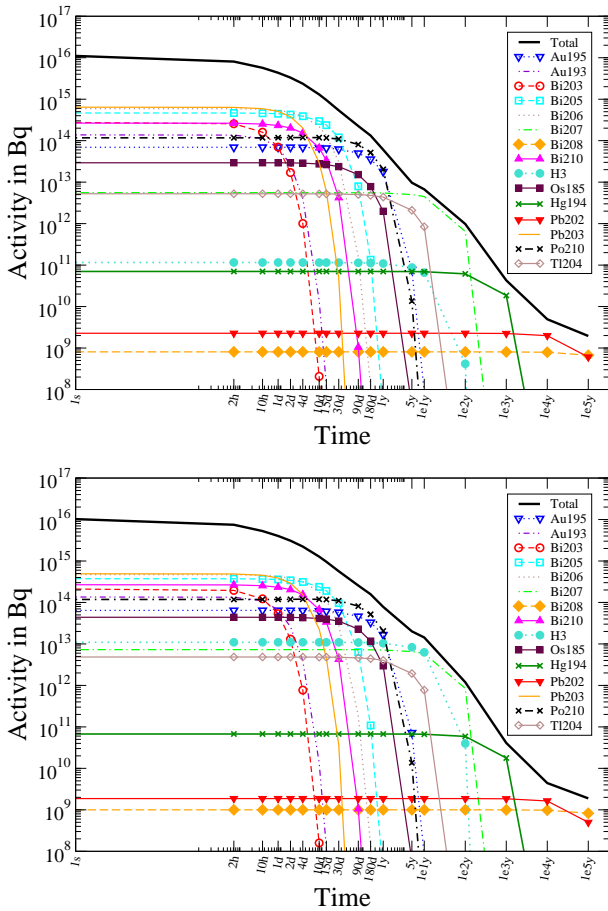 10^17
10^16
10^15
10^14
10^13
10^12
10^11
10^10
10^9
10^8
Activity in Bq
Total
Au195
Au193
Bi203
Bi205
Bi206
Bi207
Bi208
Bi210
H3
Os185
Hg194
Pb202
Pb203
Po210
Tl204
1s
2h
10h
1d
2d
4d
10d
15d
30d
90d
180d
1y
5y
1e1y
1e2y
1e3y
1e4y
1e5y
Time
10^17
10^16
10^15
10^14
10^13
10^12
10^11
10^10
10^9
10^8
Activity in Bq
Total
Au195
Au193
Bi203
Bi205
Bi206
Bi207
Bi208
Bi210
H3
Os185
Hg194
Pb202
Pb203
Po210
Tl204
1s
2h
10h
1d
2d
4d
10d
15d
30d
90d
180d
1y
5y
1e1y
1e2y
1e3y
1e4y
1e5y
Time